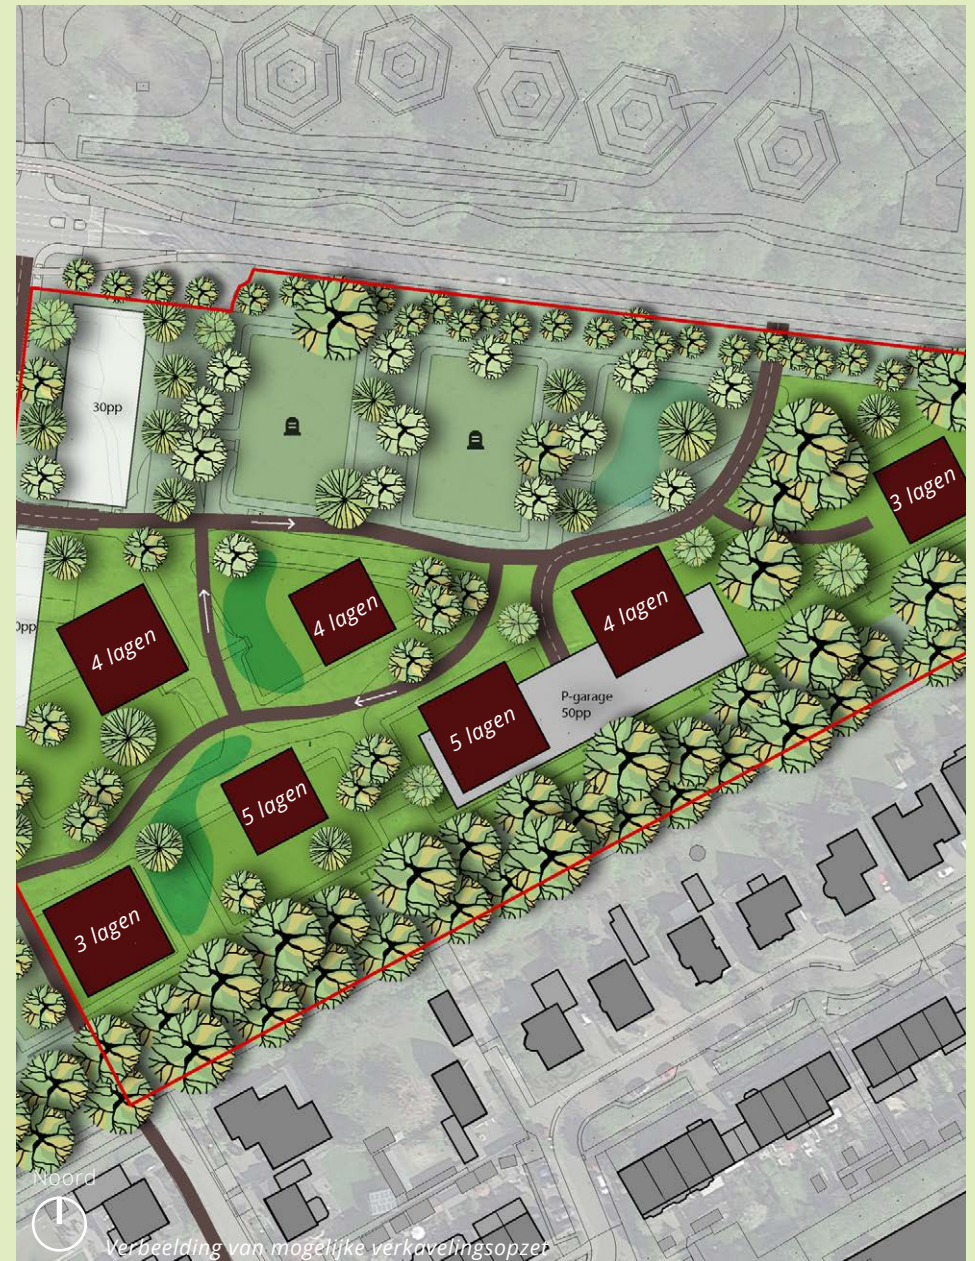 30pp
3 lagen
4 lagen
4 lagen
4 lagen
P-garage
50pp
5 lagen
5 lagen
3 lagen
Noord
Verbeelding van mogelijke verkavelingsopzet